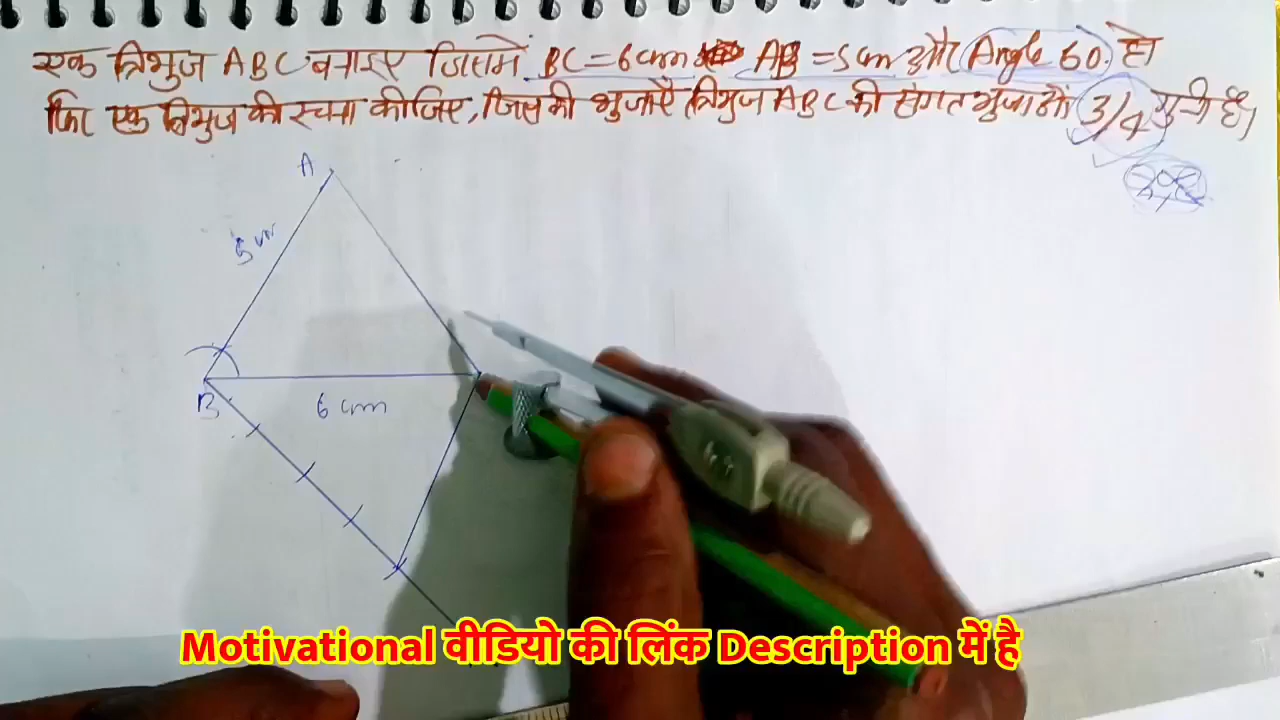 एक त्रिभुज ABC बनाइए जिसमें BC = 6 cm AB = 5 cm और Angle 60. हो
फिर एक त्रिभुज की रचना कीजिए, जिस की भुजाएँ त्रिभुज ABC की संगत भुजाओं 3/4 गुनी है।
A
5 cm
B
6 cm
Motivational वीडियो की लिंक Description में है